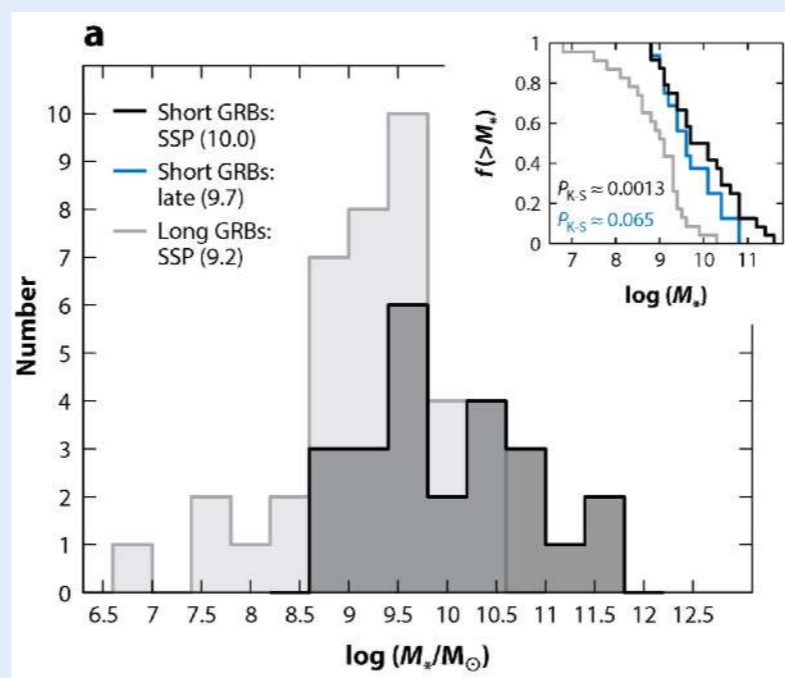 a
Short GRBs:
SSP (10.0)
Short GRBs:
late (9.7)
Long GRBs:
SSP (9.2)
Number
10
9
8
7
6
5
4
3
2
1
0
6.5 7 7.5 8 8.5 9 9.5 10 10.5 11 11.5 12 12.5
log (M*/M⊙)
f(>M*)
1
0.8
0.6
0.4
0.2
0
P_K-S ≈ 0.0013
P_K-S ≈ 0.065
7 8 9 10 11
log (M*)